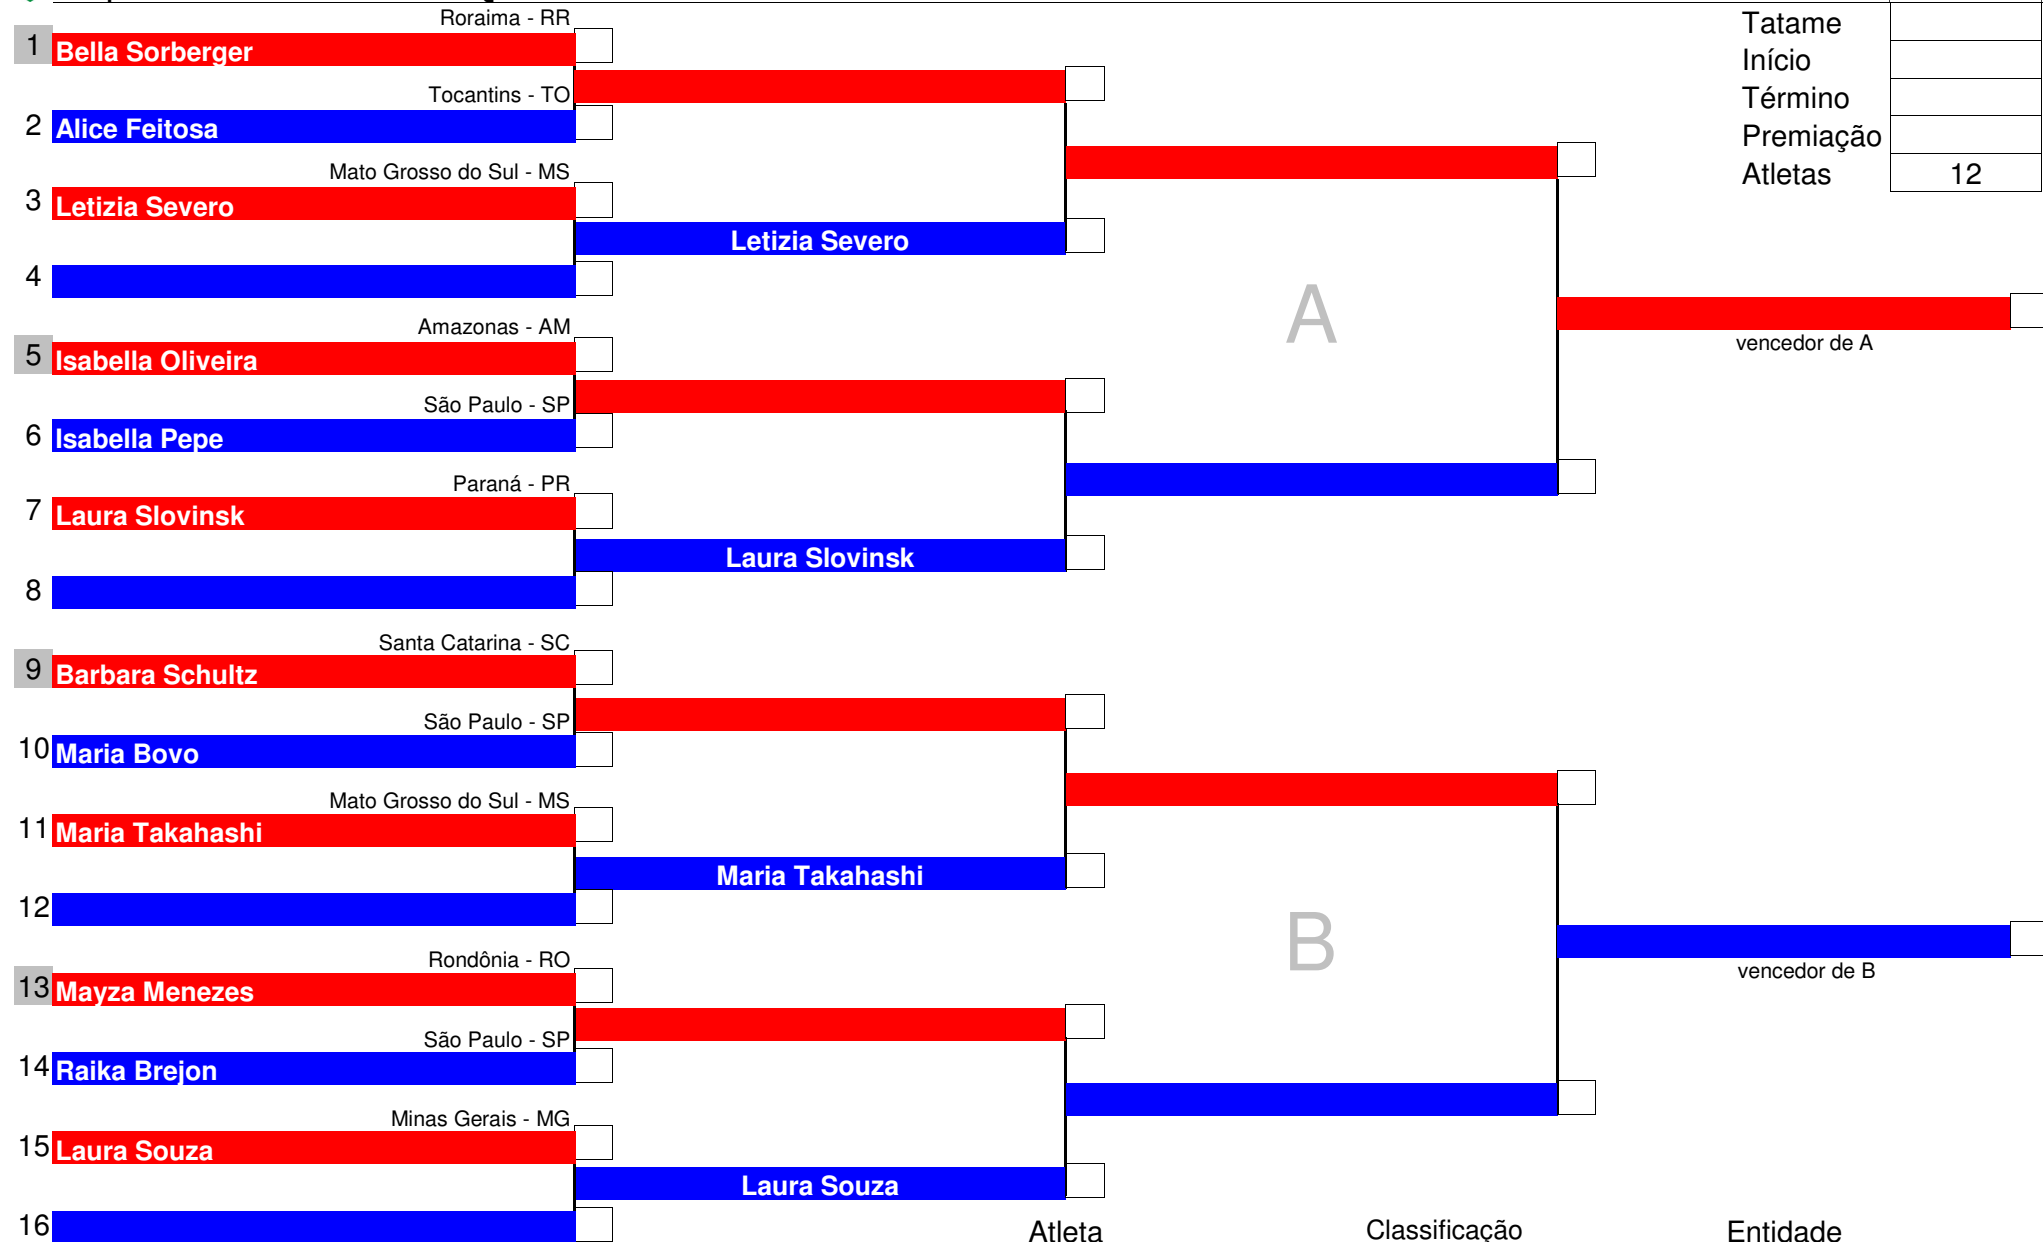 Roraima - RR
1 Bella Sorberger
Tocantins - TO
2 Alice Feitosa
Mato Grosso do Sul - MS
3 Letizia Severo
Letizia Severo
4
Amazonas - AM
5 Isabella Oliveira
São Paulo - SP
6 Isabella Pepe
Paraná - PR
7 Laura Slovinsk
Laura Slovinsk
8
Santa Catarina - SC
9 Barbara Schultz
São Paulo - SP
10 Maria Bovo
Mato Grosso do Sul - MS
11 Maria Takahashi
Maria Takahashi
12
Rondônia - RO
13 Mayza Menezes
São Paulo - SP
14 Raika Brejon
Minas Gerais - MG
15 Laura Souza
Laura Souza
16
A
B
vencedor de A
vencedor de B
Tatame
Início
Término
Premiação
Atletas 12
Atleta Classificação Entidade